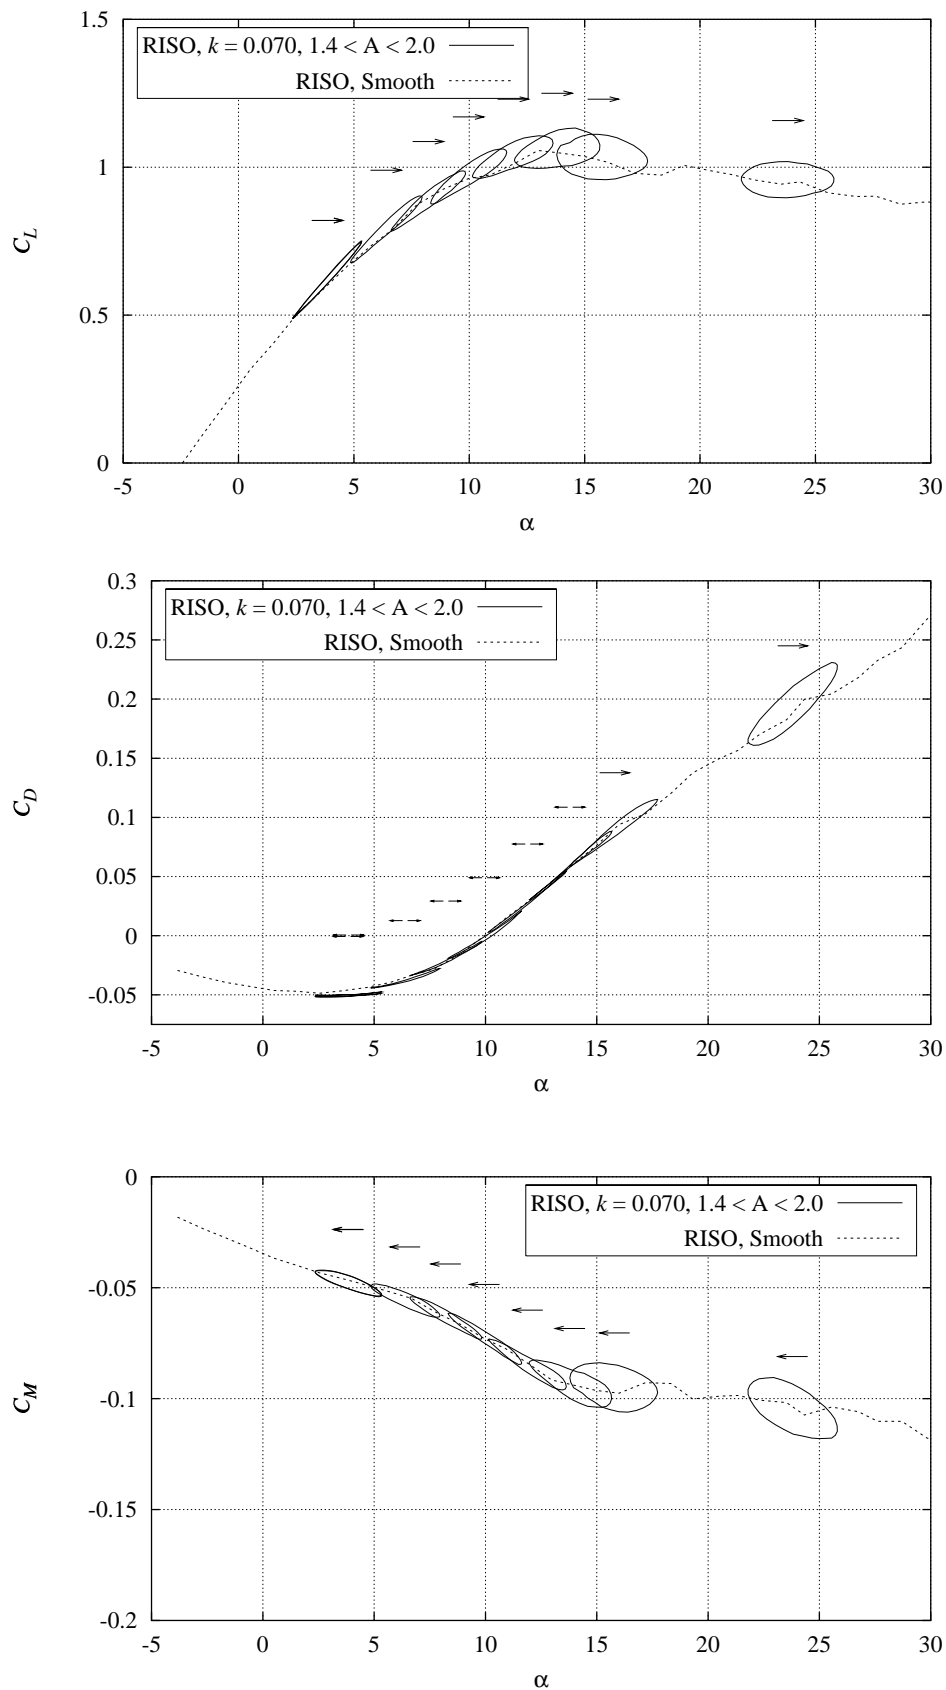 1.5
RISO, k = 0.070, 1.4 < A < 2.0
RISO, Smooth
1
C_L
0.5
0
-5 0 5 10 15 20 25 30
α
0.3
RISO, k = 0.070, 1.4 < A < 2.0
RISO, Smooth
0.25
0.2
0.15
C_D
0.1
0.05
0
-0.05
-5 0 5 10 15 20 25 30
α
0
RISO, k = 0.070, 1.4 < A < 2.0
RISO, Smooth
-0.05
C_M
-0.1
-0.15
-0.2
-5 0 5 10 15 20 25 30
α